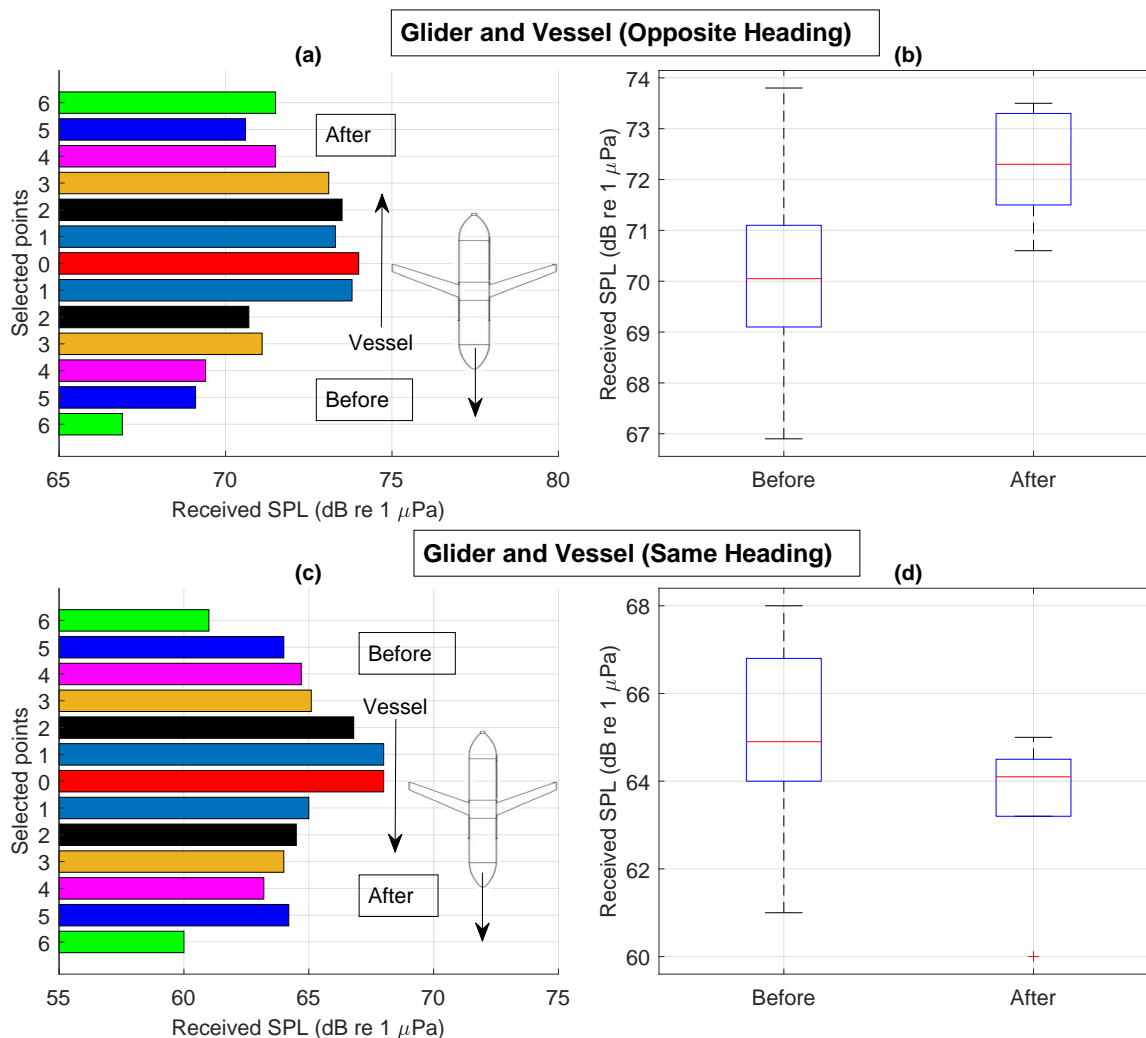 Glider and Vessel (Opposite Heading)
(a)
6
5
4
3
2
1
0
1
2
3
4
5
6
Selected points
After
Vessel
Before
65 70 75 80
Received SPL (dB re 1 μPa)
(b)
74
73
72
71
70
69
68
67
Received SPL (dB re 1 μPa)
Before After
Glider and Vessel (Same Heading)
(c)
6
5
4
3
2
1
0
1
2
3
4
5
6
Selected points
Before
Vessel
After
55 60 65 70 75
Received SPL (dB re 1 μPa)
(d)
68
66
64
62
60
Received SPL (dB re 1 μPa)
Before After